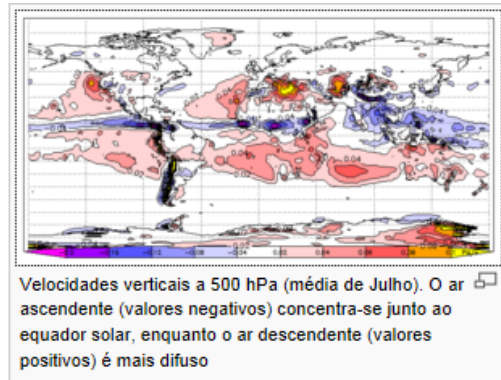 Velocidades verticais a 500 hPa (média de Julho). O ar
ascendente (valores negativos) concentra-se junto ao
equador solar, enquanto o ar descendente (valores
positivos) é mais difuso